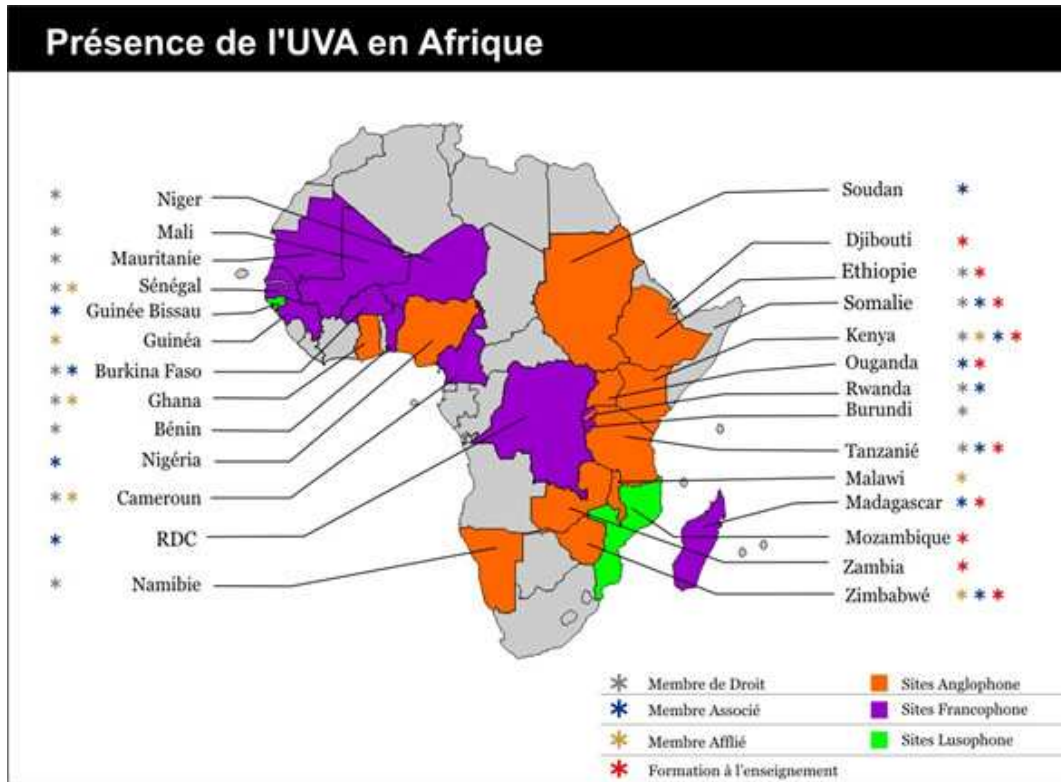 Présence de l'UVA en Afrique
Niger
Mali
Mauritanie
Sénégal
Guinée Bissau
Guinéa
Burkina Faso
Ghana
Bénin
Nigéria
Cameroun
RDC
Namibie
Soudan
Djibouti
Ethiopie
Somalie
Kenya
Ouganda
Rwanda
Burundi
Tanzanié
Malawi
Madagascar
Mozambique
Zambia
Zimbabwé
Membre de Droit
Membre Associé
Membre Afflié
Formation à l'enseignement
Sites Anglophone
Sites Francophone
Sites Lusophone